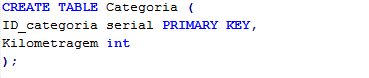 CREATE TABLE Categoria (
ID_categoria serial PRIMARY KEY,
Kilometragem int
);